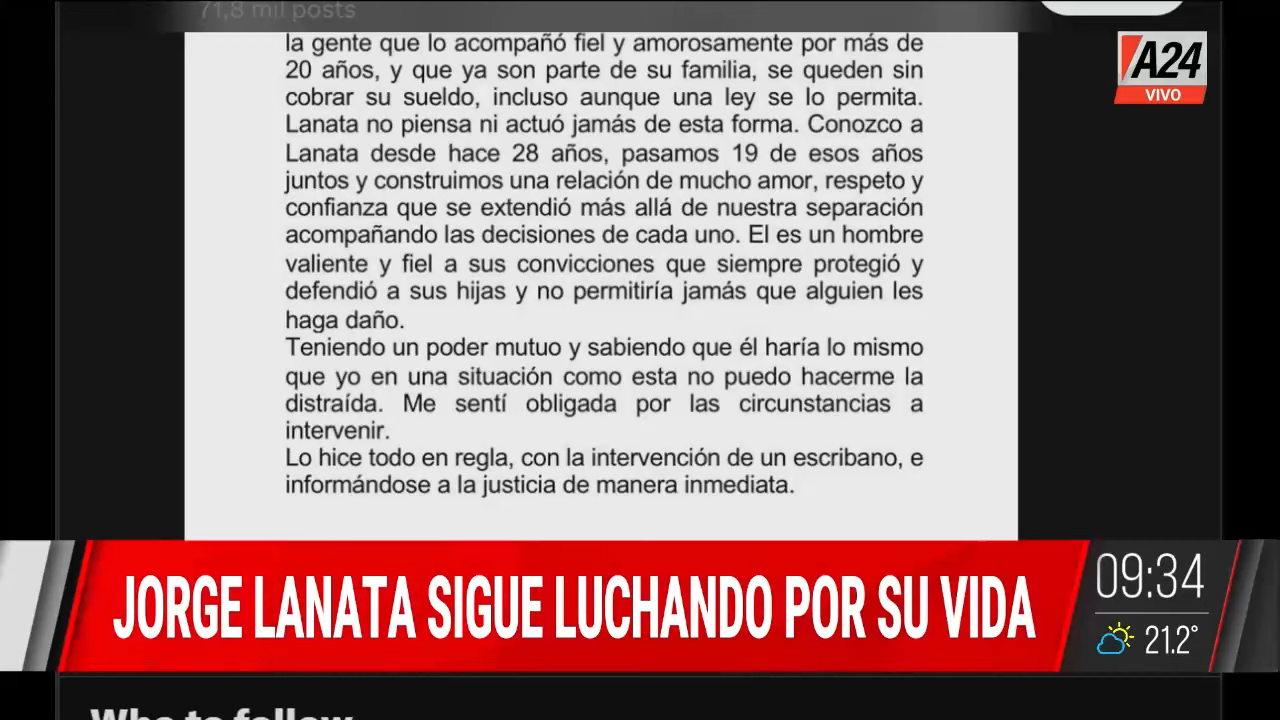 71,8 mil posts
la gente que lo acompañó fiel y amorosamente por más de
20 años, y que ya son parte de su familia, se queden sin
cobrar su sueldo, incluso aunque una ley se lo permita.
Lanata no piensa ni actuó jamás de esta forma. Conozco a
Lanata desde hace 28 años, pasamos 19 de esos años
juntos y construimos una relación de mucho amor, respeto y
confianza que se extendió más allá de nuestra separación
acompañando las decisiones de cada uno. El es un hombre
valiente y fiel a sus convicciones que siempre protegió y
defendió a sus hijas y no permitiría jamás que alguien les
haga daño.
Teniendo un poder mutuo y sabiendo que él haría lo mismo
que yo en una situación como esta no puedo hacerme la
distraída. Me sentí obligada por las circunstancias a
intervenir.
Lo hice todo en regla, con la intervención de un escribano, e
informándose a la justicia de manera inmediata.
A24
VIVO
JORGE LANATA SIGUE LUCHANDO POR SU VIDA
09:34
21.2°
Who to follow